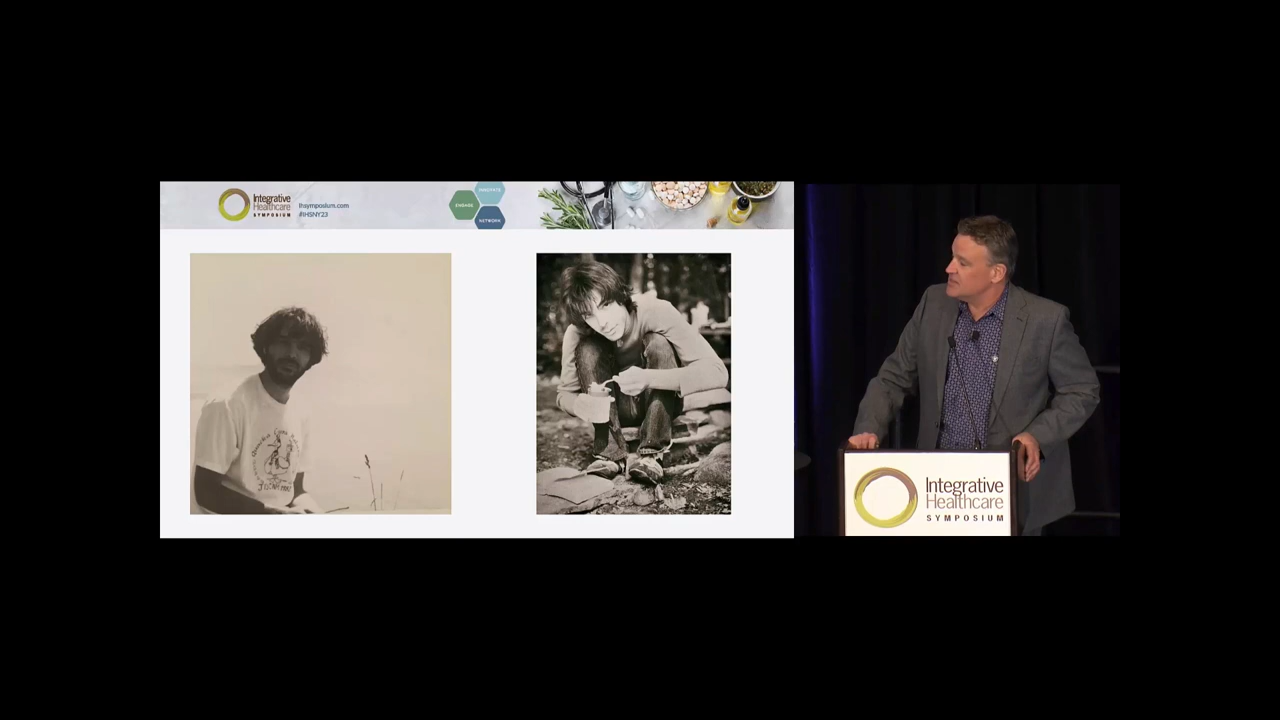 Integrative
Healthcare
SYMPOSIUM
ihsymposium.com
#IHSNY23
INNOVATE
ENGAGE
NETWORK
Integrative
Healthcare
SYMPOSIUM